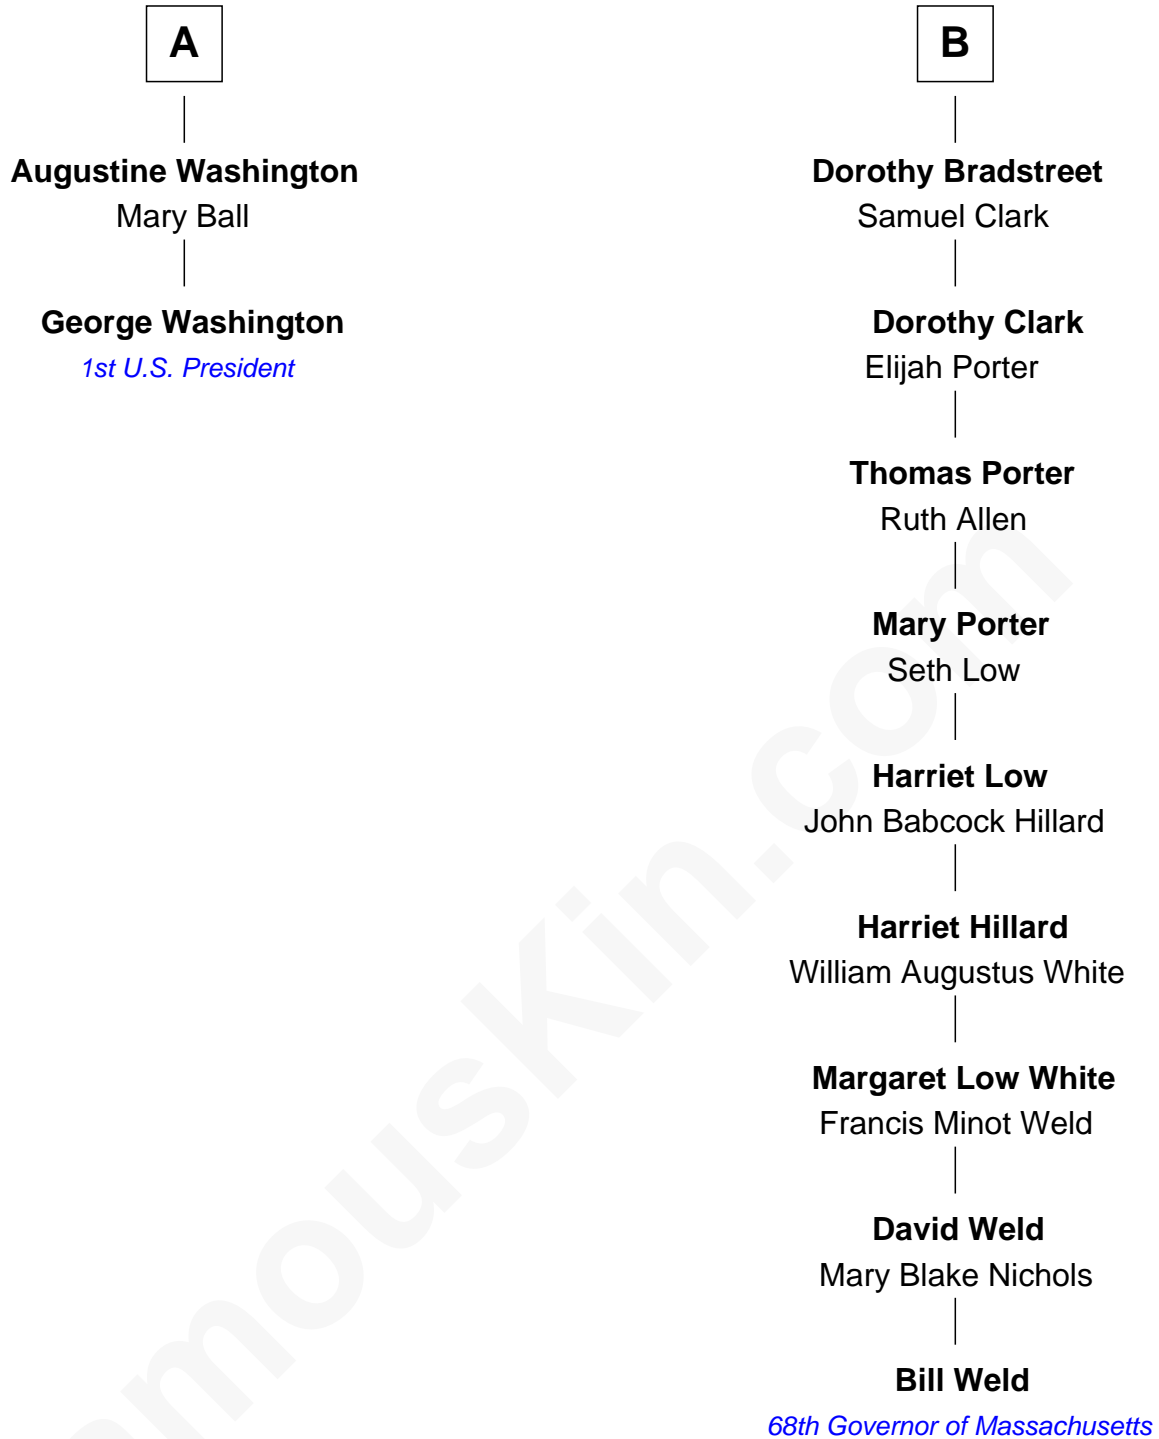 A
Augustine Washington
Mary Ball
George Washington
1st U.S. President
B
Dorothy Bradstreet
Samuel Clark
Dorothy Clark
Elijah Porter
Thomas Porter
Ruth Allen
Mary Porter
Seth Low
Harriet Low
John Babcock Hillard
Harriet Hillard
William Augustus White
Margaret Low White
Francis Minot Weld
David Weld
Mary Blake Nichols
Bill Weld
68th Governor of Massachusetts
amouskin.com